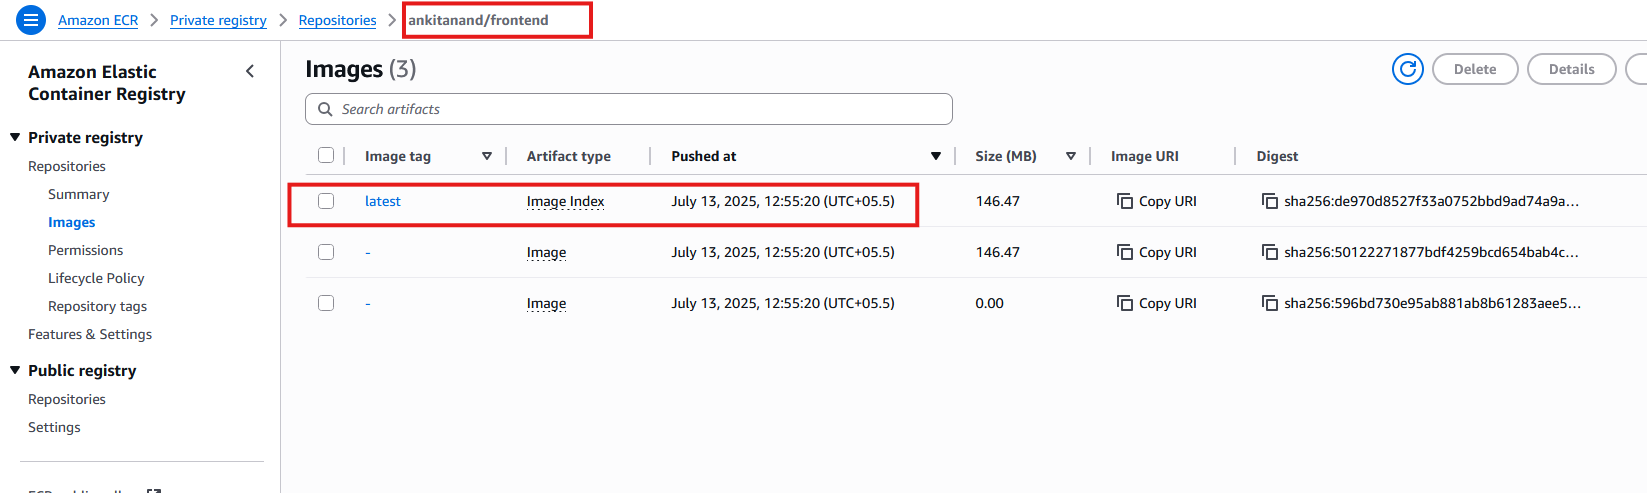 Amazon ECR > Private registry > Repositories > ankitanand/frontend
Amazon Elastic
Container Registry
Private registry
Repositories
Summary
Images
Permissions
Lifecycle Policy
Repository tags
Features & Settings
Public registry
Repositories
Settings
Images (3)
Delete
Details
Search artifacts
Image tag Artifact type Pushed at Size (MB) Image URI Digest
latest Image Index July 13, 2025, 12:55:20 (UTC+05.5) 146.47 Copy URI sha256:de970d8527f33a0752bbd9ad74a9a...
- Image July 13, 2025, 12:55:20 (UTC+05.5) 146.47 Copy URI sha256:50122271877bdf4259bcd654bab4c...
- Image July 13, 2025, 12:55:20 (UTC+05.5) 0.00 Copy URI sha256:596bd730e95ab881ab8b61283aee5...